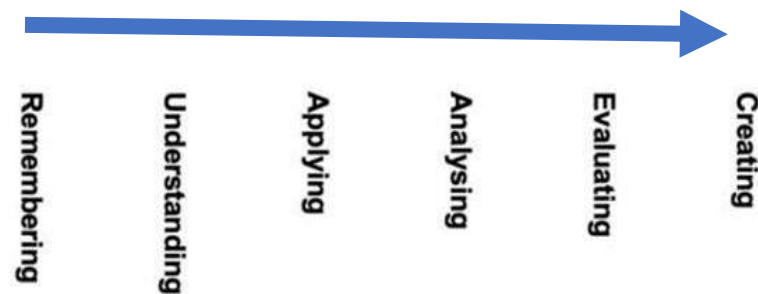 Remembering
Understanding
Applying
Analysing
Evaluating
Creating